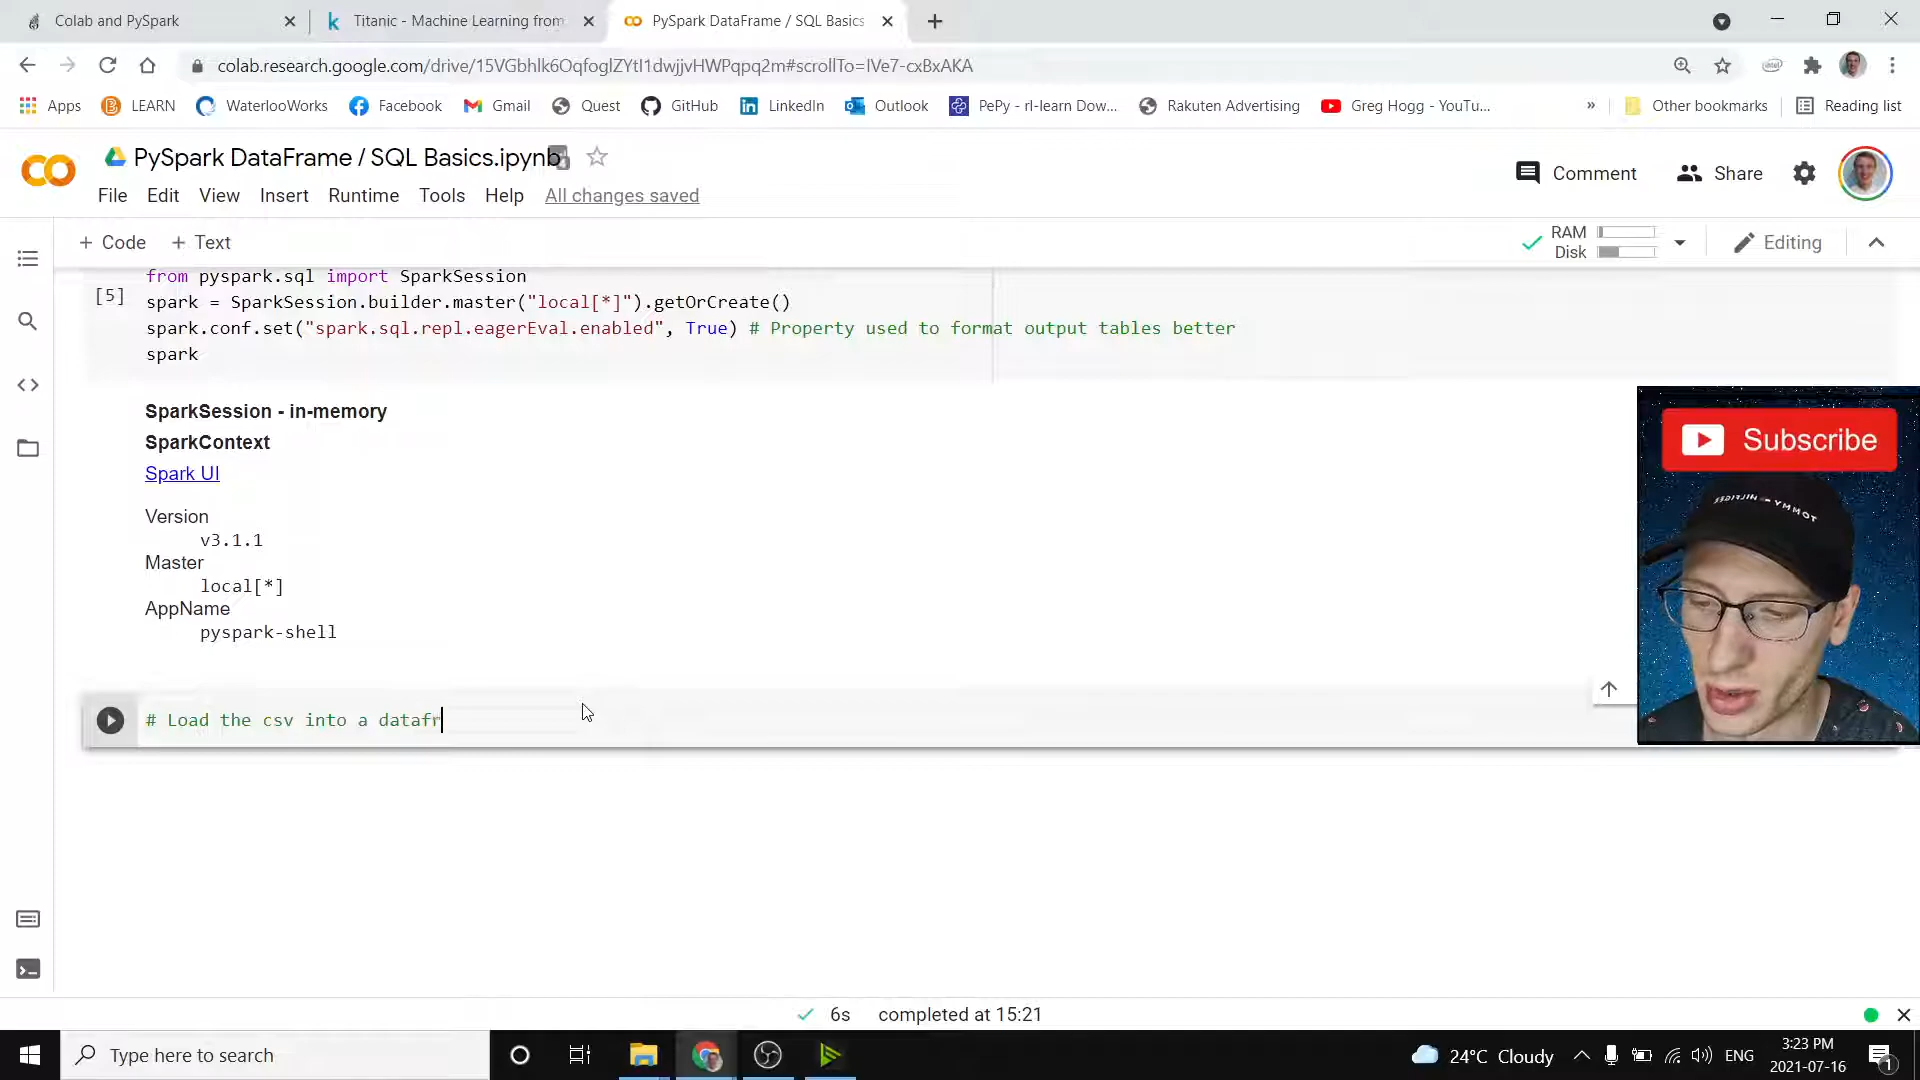 Colab and PySpark
Titanic - Machine Learning from
PySpark DataFrame / SQL Basics
colab.research.google.com/drive/15VGbhlk6OqfoglZYtI1dwjjvHWPqpq2m#scrollTo=IVe7-cxBxAKA
Apps LEARN WaterlooWorks Facebook Gmail Quest GitHub LinkedIn Outlook PePy - rl-learn Dow... Rakuten Advertising Greg Hogg - YouTu... » Other bookmarks Reading list
PySpark DataFrame / SQL Basics.ipynb
Comment Share
File Edit View Insert Runtime Tools Help All changes saved
+ Code + Text
RAM
Disk
Editing
from pyspark.sql import SparkSession
[5]
spark = SparkSession.builder.master("local[*]").getOrCreate()
spark.conf.set("spark.sql.repl.eagerEval.enabled", True) # Property used to format output tables better
spark
SparkSession - in-memory
SparkContext
Spark UI
Version
v3.1.1
Master
local[*]
AppName
pyspark-shell
Subscribe
# Load the csv into a datafr
6s completed at 15:21
Type here to search
24°C Cloudy
ENG
3:23 PM
2021-07-16
1